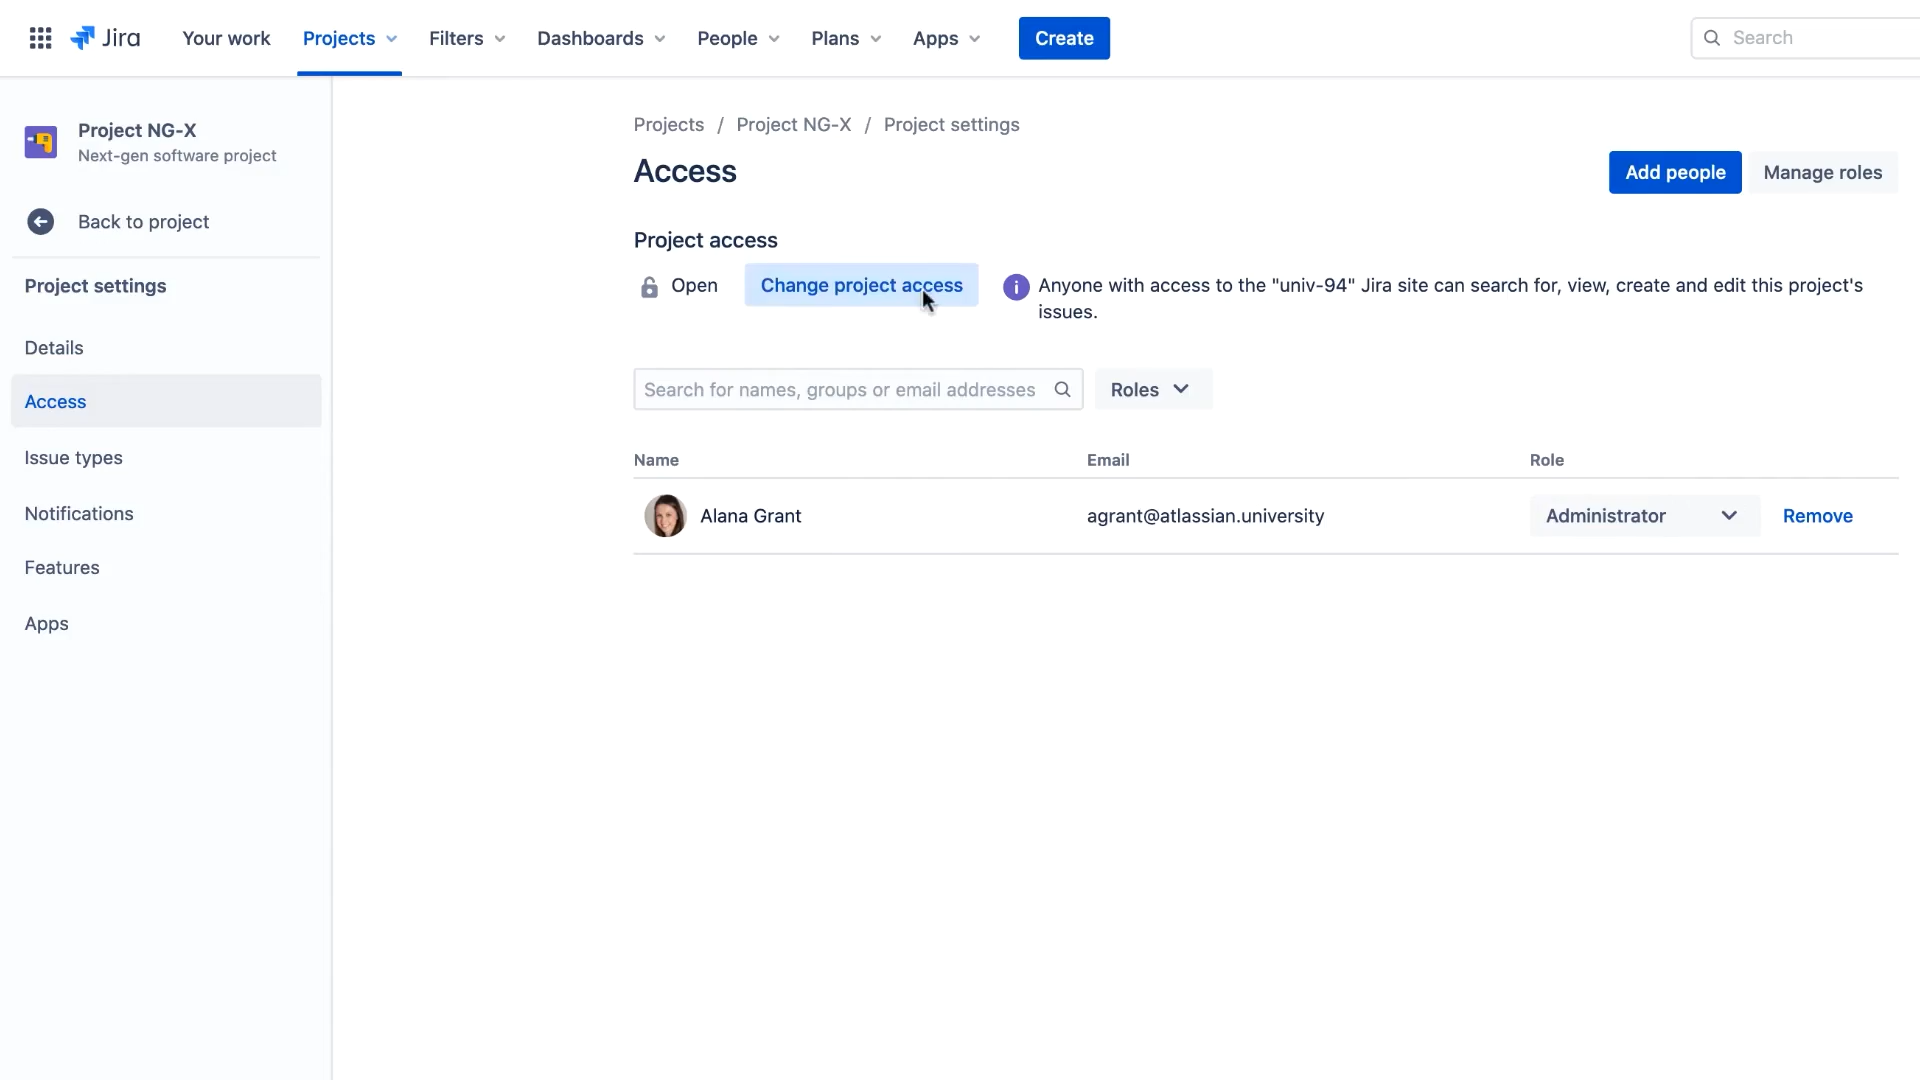 Jira
Your work
Projects
Filters
Dashboards
People
Plans
Apps
Create
Search
Project NG-X
Next-gen software project
Back to project
Project settings
Details
Access
Issue types
Notifications
Features
Apps
Projects / Project NG-X / Project settings
Access
Add people
Manage roles
Project access
Open
Change project access
Anyone with access to the "univ-94" Jira site can search for, view, create and edit this project's
issues.
Search for names, groups or email addresses
Roles
Name
Email
Role
Alana Grant
agrant@atlassian.university
Administrator
Remove